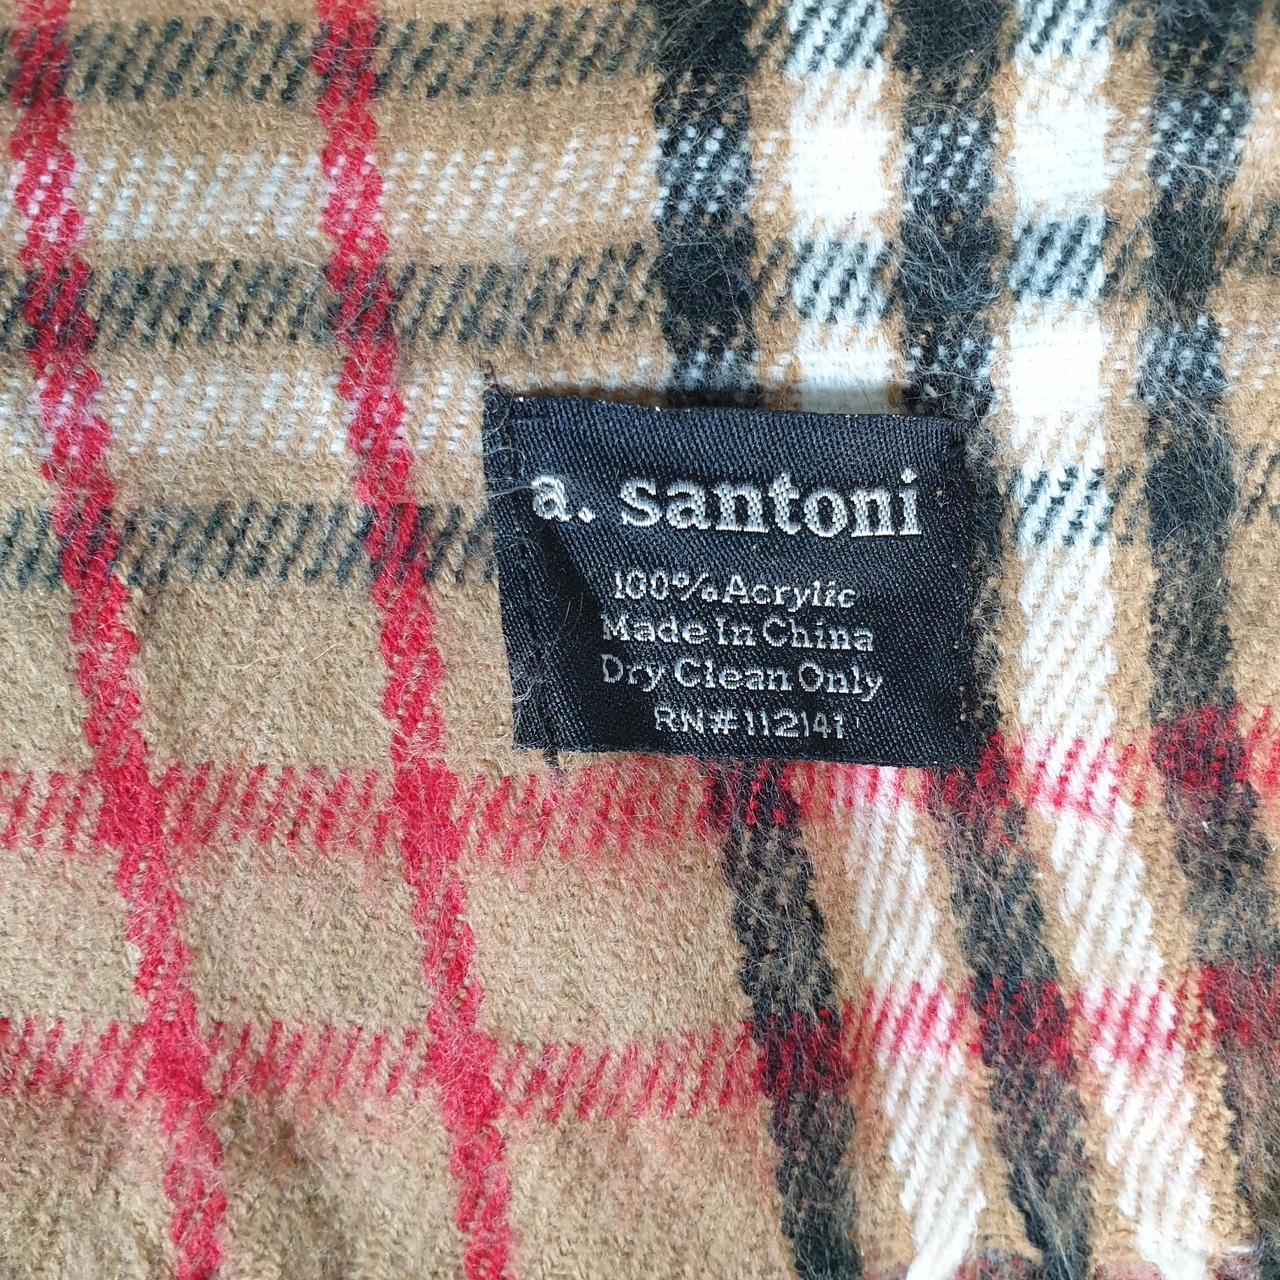 a. santoni
100% Acrylic
Made In China
Dry Clean Only
RN# 112141